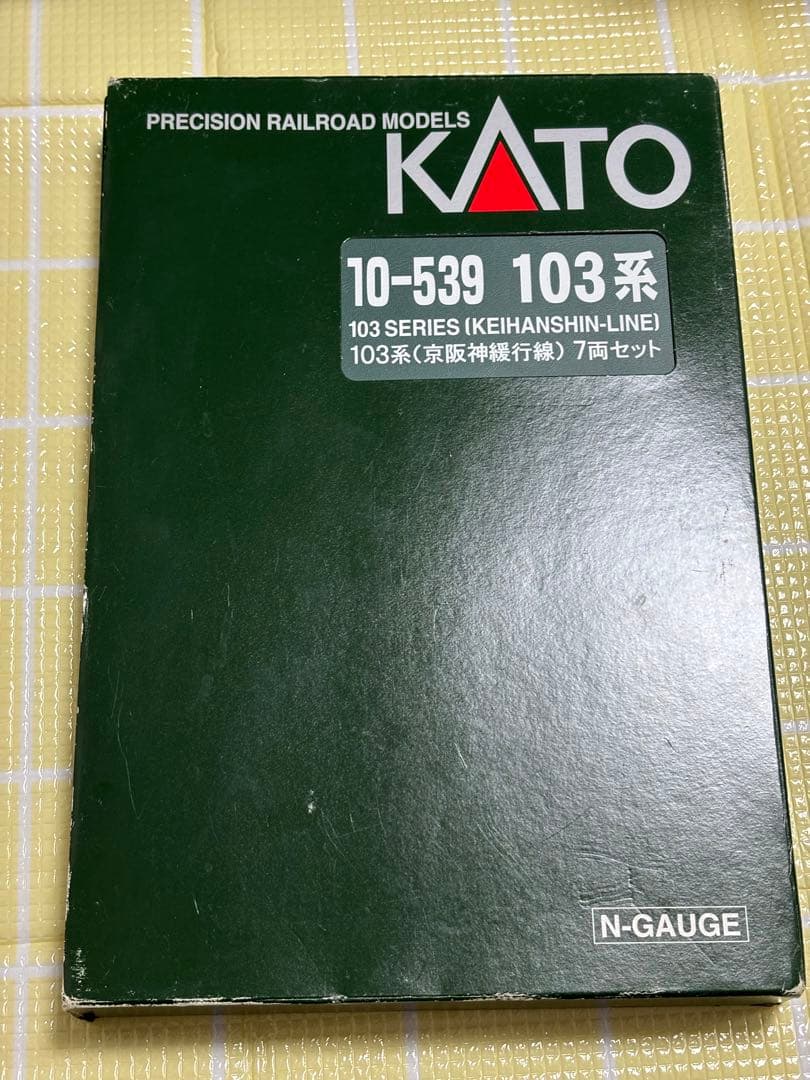 PRECISION RAILROAD MODELS
KATO
10-539 103系
103 SERIES (KEIHANSHIN-LINE)
103系(京阪神緩行線) 7両セット
N-GAUGE